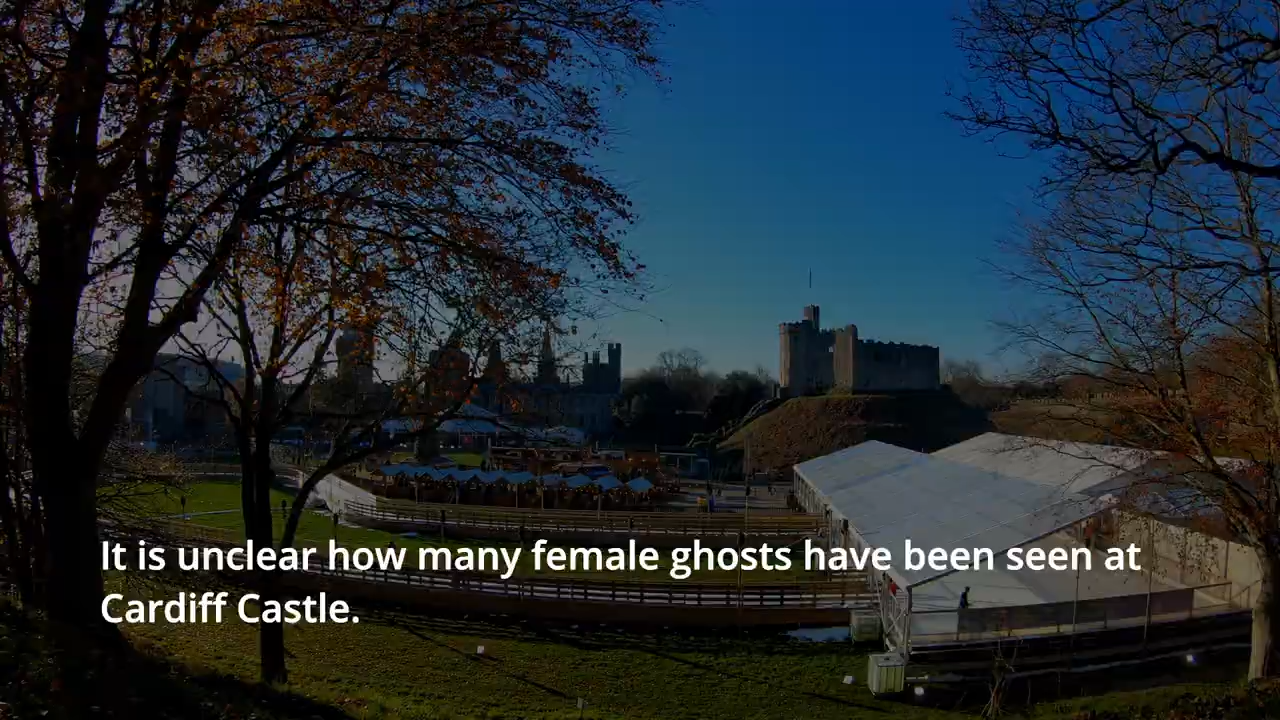 It is unclear how many female ghosts have been seen at
Cardiff Castle.